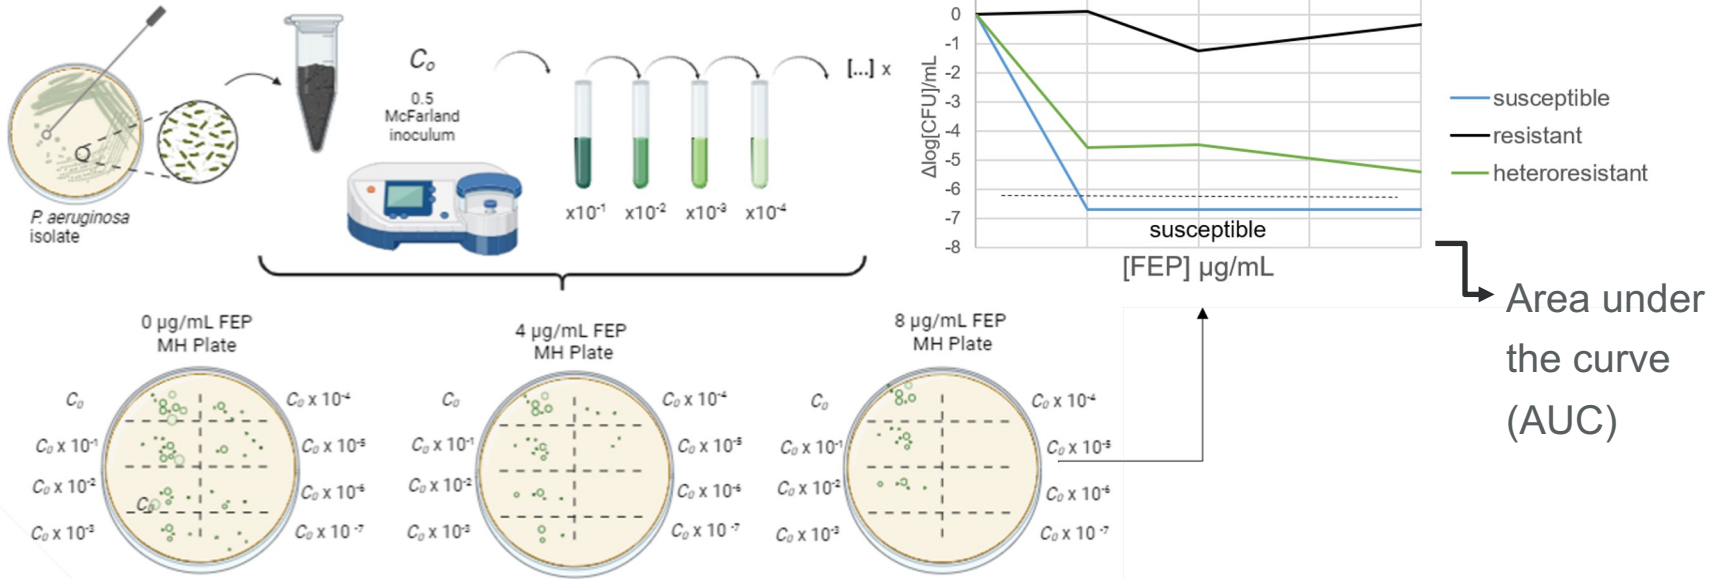 P. aeruginosa
isolate
C₀
0.5
McFarland
inoculum
x10⁻¹
x10⁻²
x10⁻³
x10⁻⁴
[...] x
0
-1
-2
-3
-4
-5
-6
-7
-8
Δlog[CFU]/mL
susceptible
[FEP] µg/mL
susceptible
resistant
heteroresistant
Area under
the curve
(AUC)
0 µg/mL FEP
MH Plate
C₀
C₀ x 10⁻¹
C₀ x 10⁻²
C₀ x 10⁻³
C₀
C₀ x 10⁻⁴
C₀ x 10⁻⁵
C₀ x 10⁻⁶
C₀ x 10⁻⁷
4 µg/mL FEP
MH Plate
C₀
C₀ x 10⁻¹
C₀ x 10⁻²
C₀ x 10⁻³
C₀ x 10⁻⁴
C₀ x 10⁻⁵
C₀ x 10⁻⁶
C₀ x 10⁻⁷
8 µg/mL FEP
MH Plate
C₀
C₀ x 10⁻¹
C₀ x 10⁻²
C₀ x 10⁻³
C₀ x 10⁻⁴
C₀ x 10⁻⁵
C₀ x 10⁻⁶
C₀ x 10⁻⁷